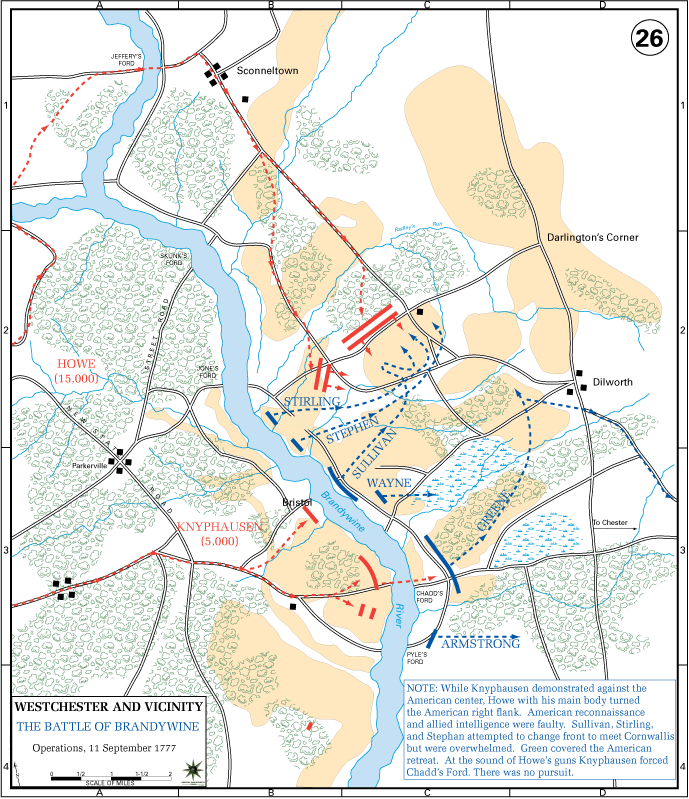 A
B
C
D
26
JEFFERY'S
FORD
Sconneltown
1
1
Radley's Run
Darlington's Corner
SKUNK'S
FORD
STREET ROAD
2
2
HOWE
(15,000)
JONE'S
FORD
Dilworth
STIRLING
NEW STATE ROAD
STEPHEN
SULLIVAN
Parkerville
WAYNE
Bristol
Brandywine
GREENE
KNYPHAUSEN
(5,000)
To Chester
3
3
CHADD'S
FORD
River
ARMSTRONG
PYLE'S
FORD
WESTCHESTER AND VICINITY
THE BATTLE OF BRANDYWINE
Operations, 11 September 1777
0 1/2 1 1-1/2 2
SCALE OF MILES
NOTE: While Knyphausen demonstrated against the
American center, Howe with his main body turned
the American right flank. American reconnaissance
and allied intelligence were faulty. Sullivan, Stirling,
and Stephan attempted to change front to meet Cornwallis
but were overwhelmed. Green covered the American
retreat. At the sound of Howe's guns Knyphausen forced
Chadd's Ford. There was no pursuit.
4
4
A
B
C
D